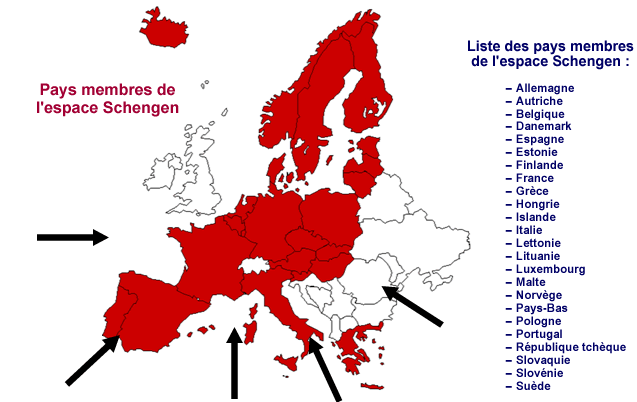 Pays membres de
l'espace Schengen
Liste des pays membres
de l'espace Schengen :
– Allemagne
– Autriche
– Belgique
– Danemark
– Espagne
– Estonie
– Finlande
– France
– Grèce
– Hongrie
– Islande
– Italie
– Lettonie
– Lituanie
– Luxembourg
– Malte
– Norvège
– Pays-Bas
– Pologne
– Portugal
– République tchèque
– Slovaquie
– Slovénie
– Suède